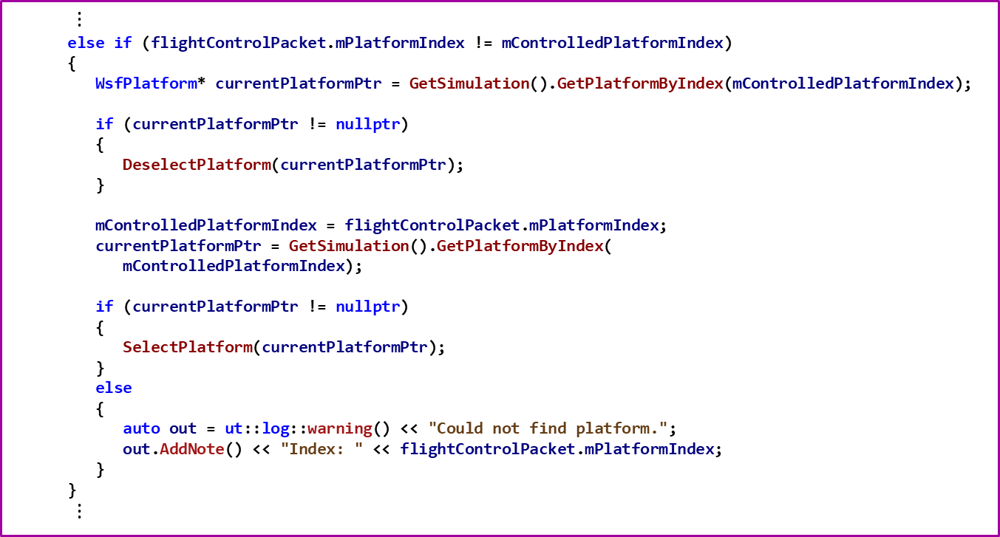 ⋮
else if (flightControlPacket.mPlatformIndex != mControlledPlatformIndex)
{
   WsfPlatform* currentPlatformPtr = GetSimulation().GetPlatformByIndex(mControlledPlatformIndex);

   if (currentPlatformPtr != nullptr)
   {
      DeselectPlatform(currentPlatformPtr);
   }

   mControlledPlatformIndex = flightControlPacket.mPlatformIndex;
   currentPlatformPtr = GetSimulation().GetPlatformByIndex(
      mControlledPlatformIndex);

   if (currentPlatformPtr != nullptr)
   {
      SelectPlatform(currentPlatformPtr);
   }
   else
   {
      auto out = ut::log::warning() << "Could not find platform.";
      out.AddNote() << "Index: " << flightControlPacket.mPlatformIndex;
   }
}
⋮